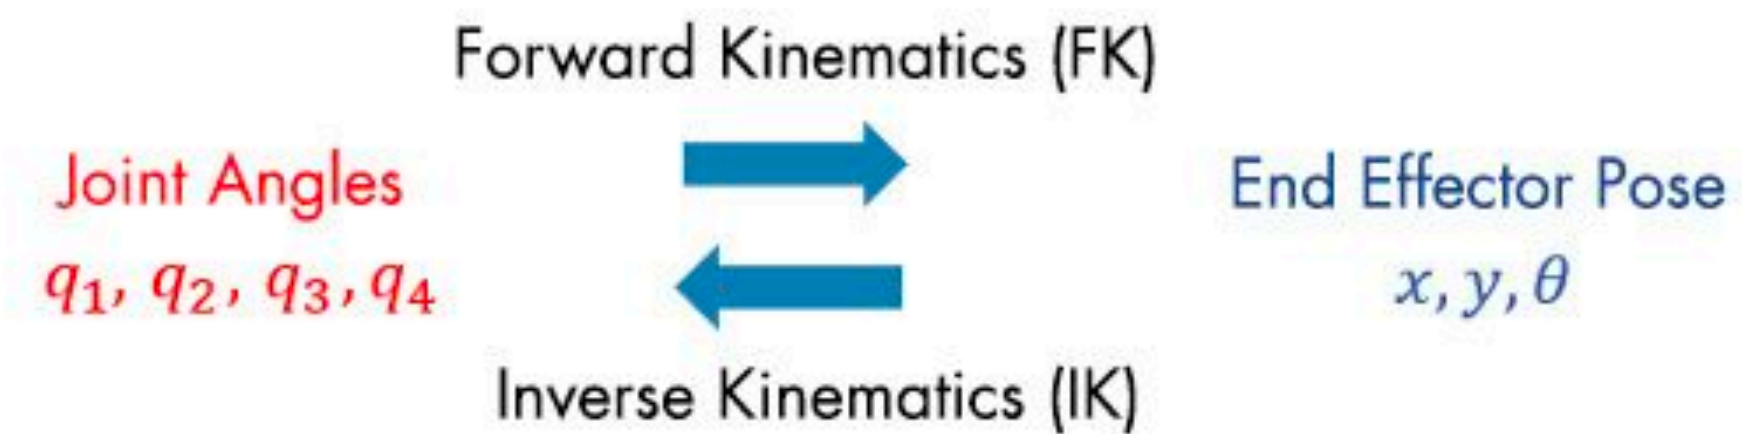 Forward Kinematics (FK)
Joint Angles
q₁, q₂, q₃, q₄
End Effector Pose
x, y, θ
Inverse Kinematics (IK)